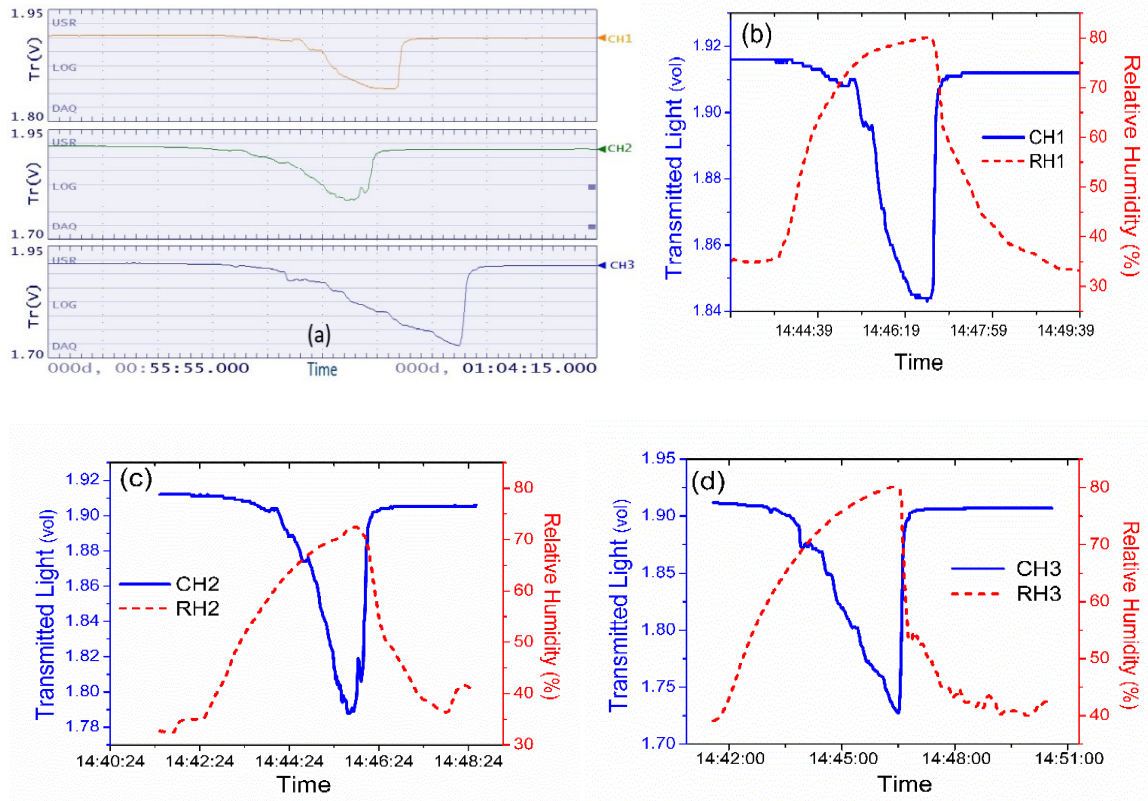 1.95
USR
LOG
DAQ
1.80
Tr(V)
CH1
1.95
USR
LOG
DAQ
1.70
Tr(V)
CH2
1.95
USR
LOG
DAQ
1.70
Tr(V)
CH3
(a)
000d, 00:55:55.000 Time 000d, 01:04:15.000
(b)
Transmitted Light (vol)
1.92
1.90
1.88
1.86
1.84
CH1
RH1
80
70
60
50
40
30
Relative Humidity (%)
14:44:39 14:46:19 14:47:59 14:49:39
Time
(c)
Transmitted Light (vol)
1.92
1.90
1.88
1.86
1.84
1.82
1.80
1.78
CH2
RH2
80
70
60
50
40
30
Relative Humidity (%)
14:40:24 14:42:24 14:44:24 14:46:24 14:48:24
Time
(d)
Transmitted Light (vol)
1.95
1.90
1.85
1.80
1.75
1.70
CH3
RH3
80
70
60
50
40
Relative Humidity (%)
14:42:00 14:45:00 14:48:00 14:51:00
Time